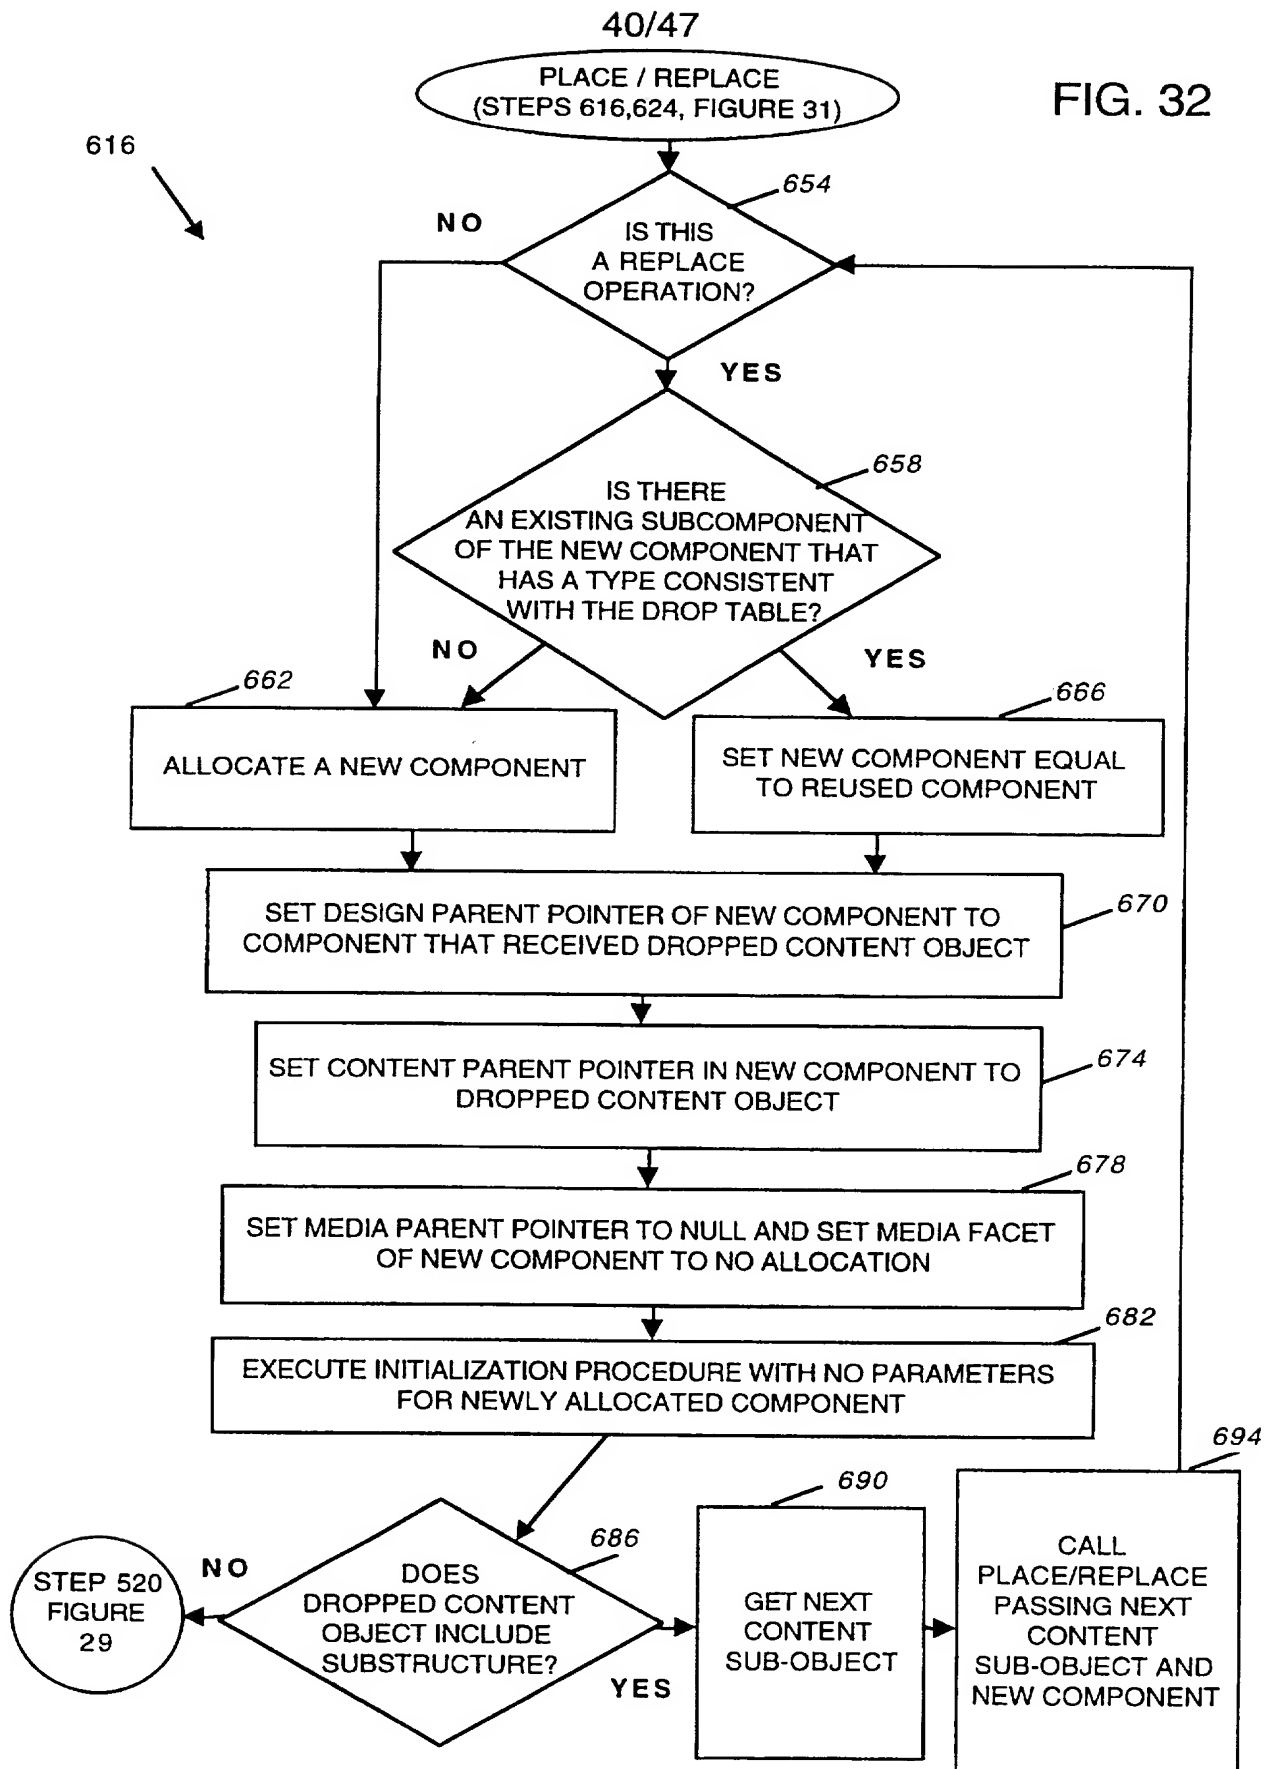 40/47
PLACE / REPLACE
(STEPS 616,624, FIGURE 31)
FIG. 32
616
654
NO
IS THIS
A REPLACE
OPERATION?
YES
658
IS THERE
AN EXISTING SUBCOMPONENT
OF THE NEW COMPONENT THAT
HAS A TYPE CONSISTENT
WITH THE DROP TABLE?
NO
YES
662
666
ALLOCATE A NEW COMPONENT
SET NEW COMPONENT EQUAL
TO REUSED COMPONENT
670
SET DESIGN PARENT POINTER OF NEW COMPONENT TO
COMPONENT THAT RECEIVED DROPPED CONTENT OBJECT
674
SET CONTENT PARENT POINTER IN NEW COMPONENT TO
DROPPED CONTENT OBJECT
678
SET MEDIA PARENT POINTER TO NULL AND SET MEDIA FACET
OF NEW COMPONENT TO NO ALLOCATION
682
EXECUTE INITIALIZATION PROCEDURE WITH NO PARAMETERS
FOR NEWLY ALLOCATED COMPONENT
686
DOES
DROPPED CONTENT
OBJECT INCLUDE
SUBSTRUCTURE?
NO
STEP 520
FIGURE
29
YES
690
GET NEXT
CONTENT
SUB-OBJECT
694
CALL
PLACE/REPLACE
PASSING NEXT
CONTENT
SUB-OBJECT AND
NEW COMPONENT